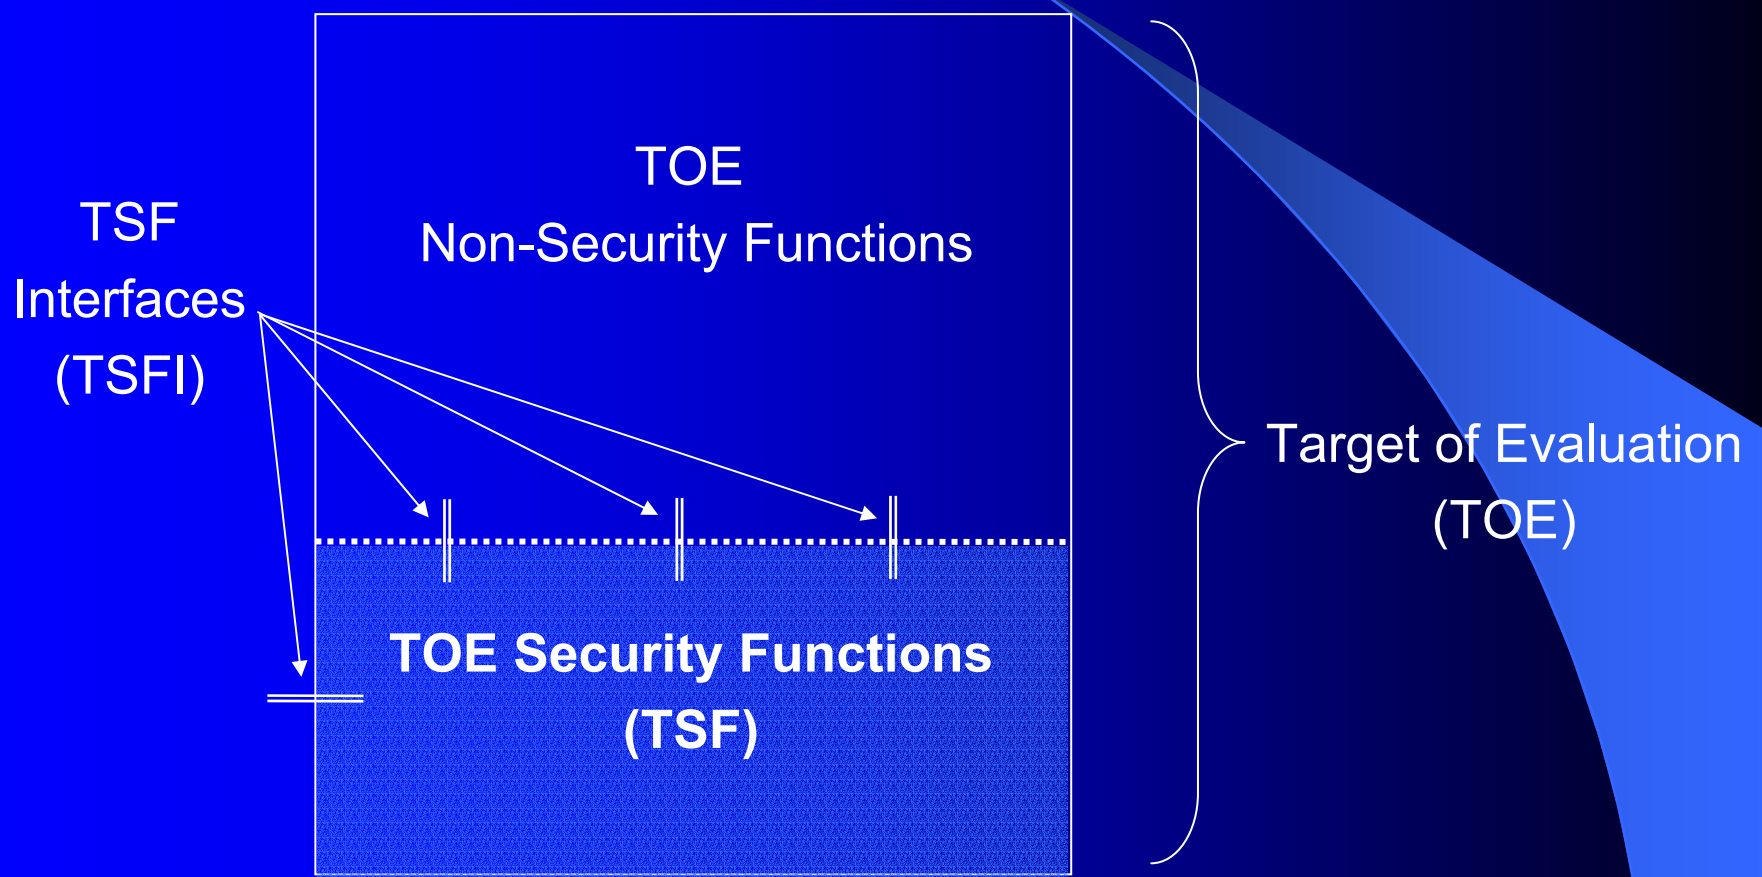 TSF
Interfaces
(TSFI)
TOE
Non-Security Functions
TOE Security Functions
(TSF)
Target of Evaluation
(TOE)